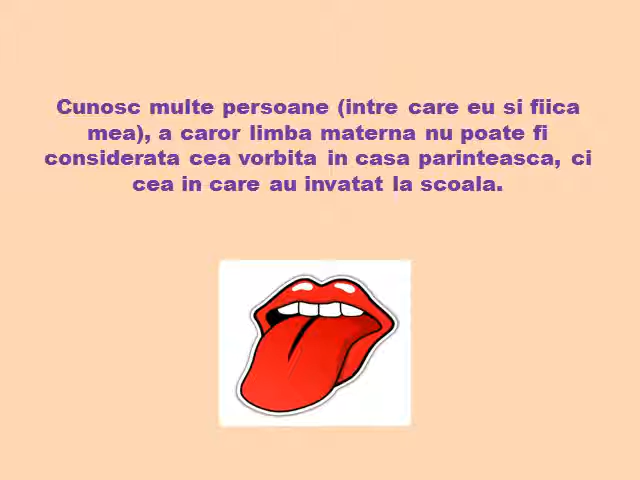 Cunosc multe persoane (intre care eu si fiica
mea), a caror limba materna nu poate fi
considerata cea vorbita in casa parinteasca, ci
cea in care au invatat la scoala.